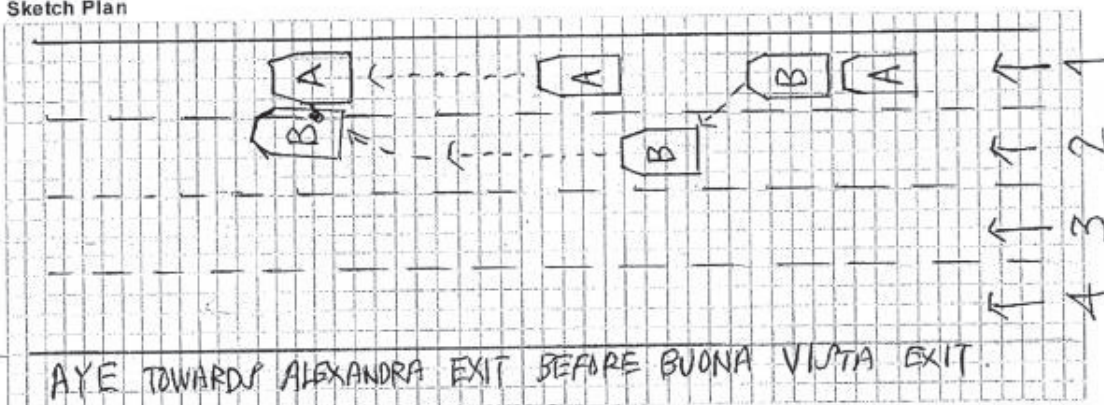 Sketch Plan
A A B A 1
B B 2
3
4
AYE TOWARDS ALEXANDRA EXIT BEFORE BUONA VISTA EXIT.